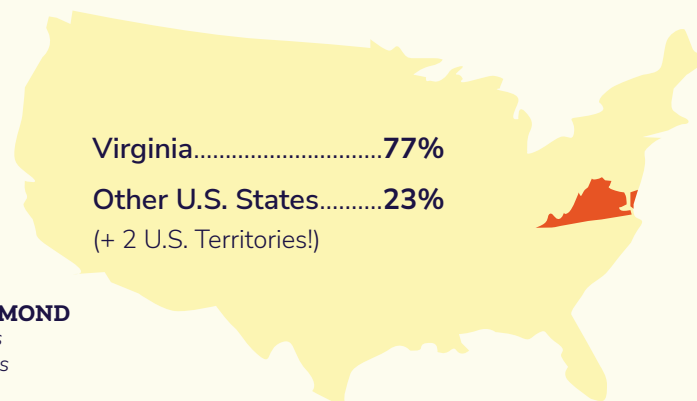 Virginia..............................77%
Other U.S. States..........23%
(+ 2 U.S. Territories!)
MOND
s
s